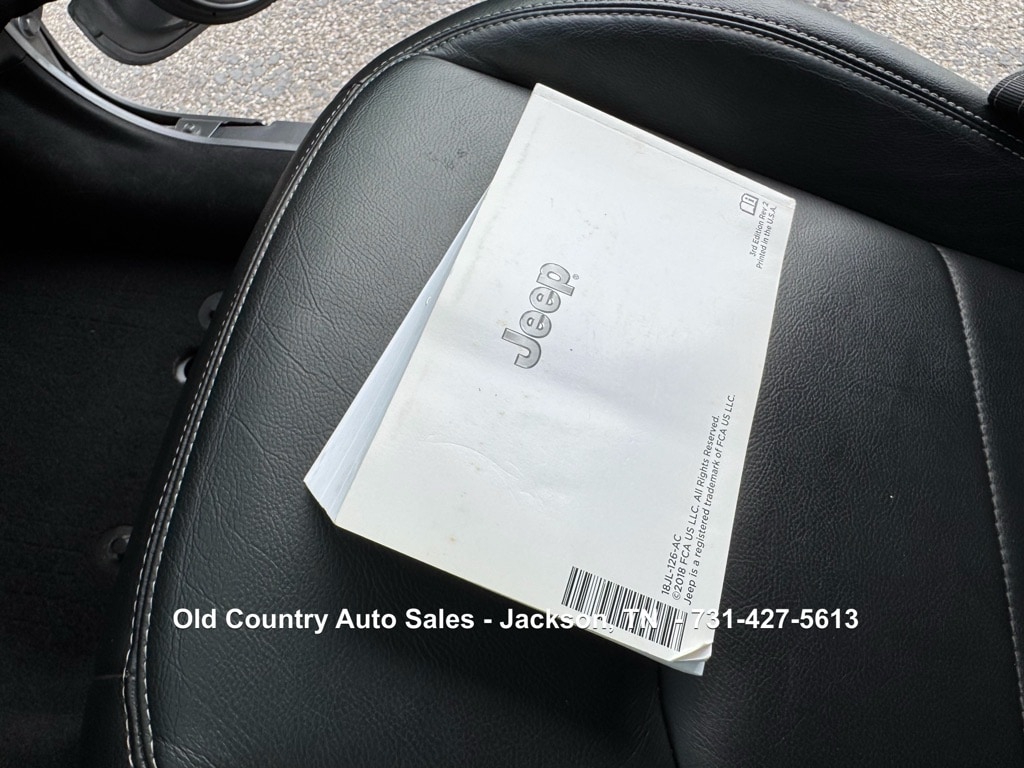 Jeep®
3rd Edition Rev 2
Printed in the U.S.A.
18JL-126-AC
©2018 FCA US LLC. All Rights Reserved.
Jeep is a registered trademark of FCA US LLC.
Old Country Auto Sales - Jackson, TN - 731-427-5613